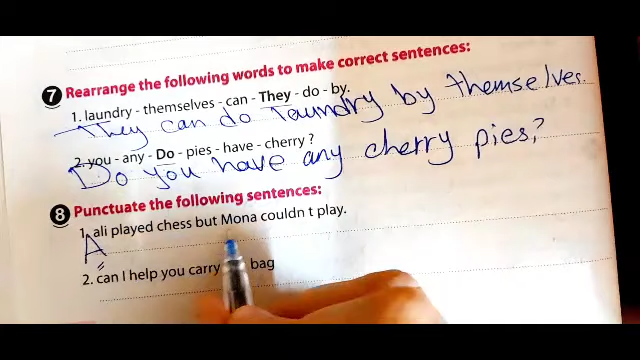 7 Rearrange the following words to make correct sentences:
1. laundry - themselves - can - They - do - by.
They can do laundry by themselves.
2. you - any - Do - pies - have - cherry ?
Do you have any cherry pies?
8 Punctuate the following sentences:
1. ali played chess but Mona couldn t play.
A
2. can I help you carry bag